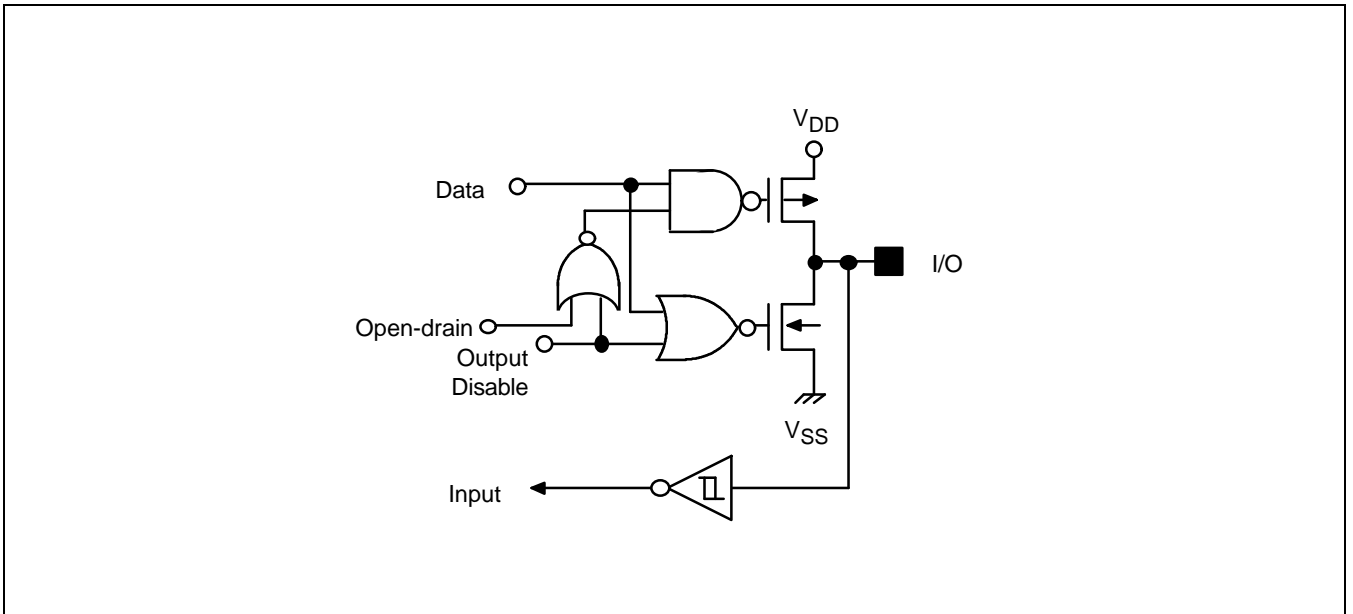 VDD
Data
I/O
Open-drain
Output
Disable
VSS
Input